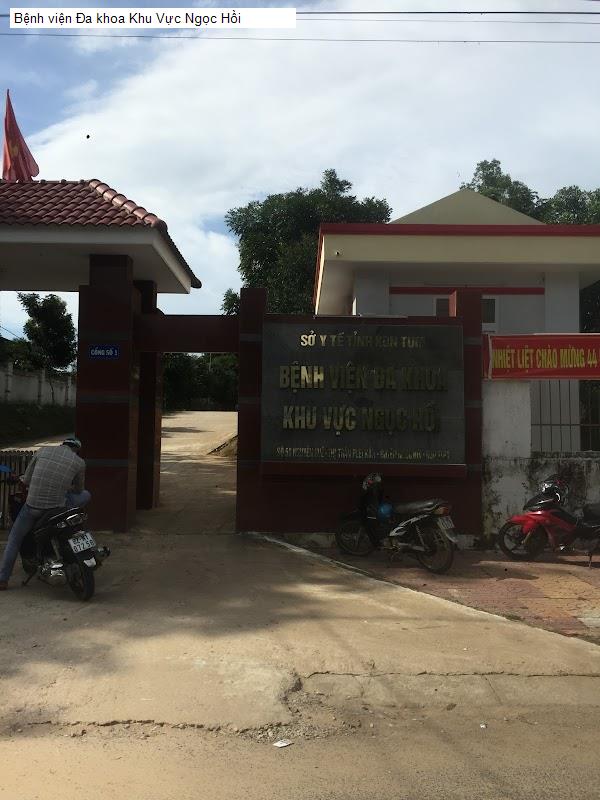 Bệnh viện Đa khoa Khu Vực Ngọc Hồi
CỔNG SỐ 1
SỞ Y TẾ TỈNH KON TUM
BỆNH VIỆN ĐA KHOA
KHU VỰC NGỌC HỒI
NHIỆT LIỆT CHÀO MỪNG 44